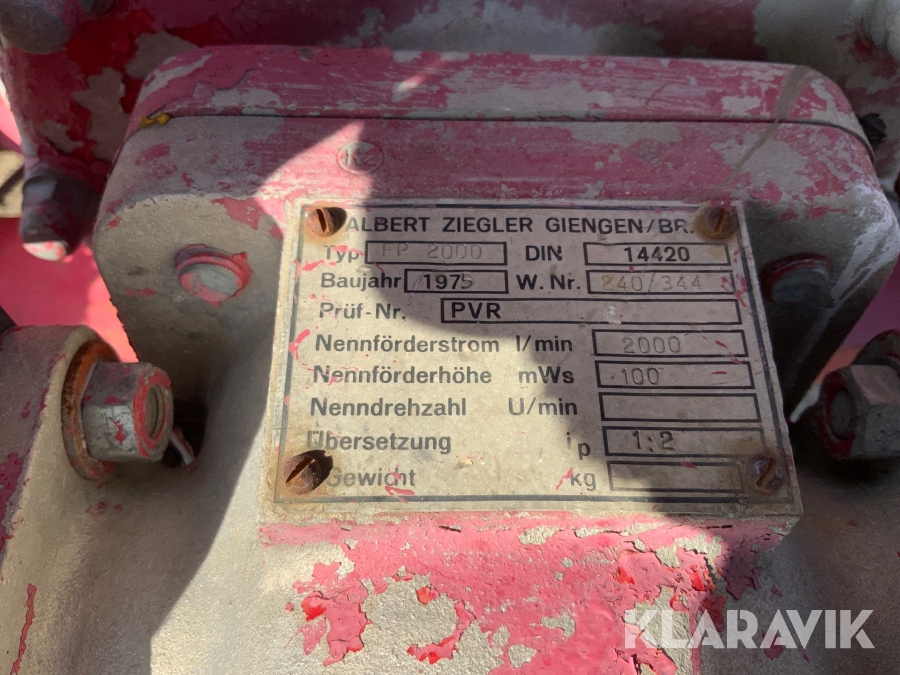 ALBERT ZIEGLER GIENGEN/BR.
Typ FP 2000 DIN 14420
Baujahr 1975 W. Nr. 240/344
Prüf-Nr. PVR
Nennförderstrom l/min 2000
Nennförderhöhe mWs 100
Nenndrehzahl U/min
Übersetzung ip 1:2
Gewicht kg
KLARAVIK